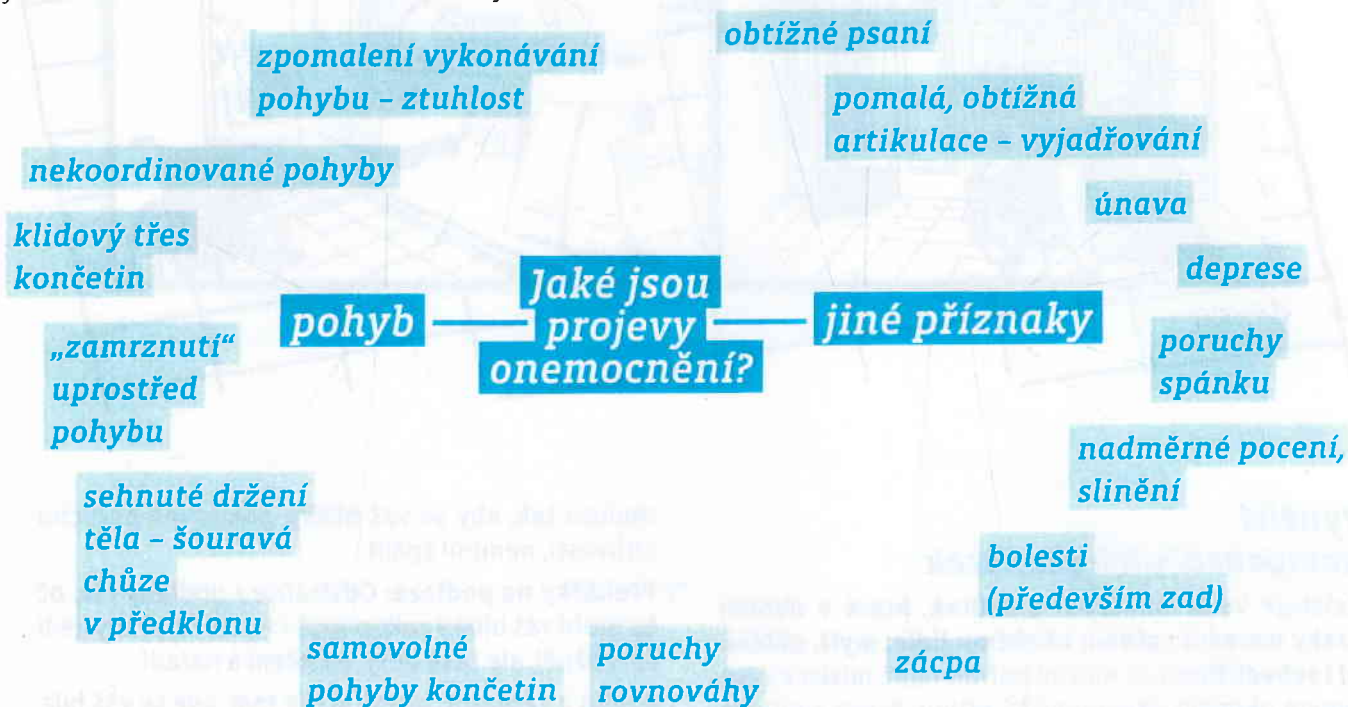 zpomalení vykonávání
pohybu – ztuhlost
nekoordinované pohyby
klidový třes
končetin
„zamrznutí“
uprostřed
pohybu
sehnuté držení
těla – šouravá
chůze
v předklonu
samovolné
pohyby končetin
poruchy
rovnováhy
pohyb
Jaké jsou
projevy
onemocnění?
jiné příznaky
obtížné psaní
pomalá, obtížná
artikulace – vyjadřování
únava
deprese
poruchy
spánku
nadměrné pocení,
slinění
bolesti
(především zad)
zácpa